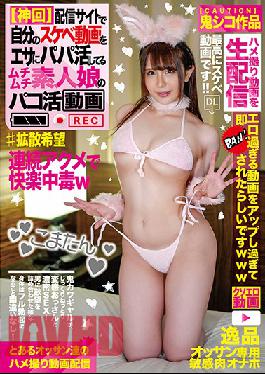 【神回】配信サイトで
自分のスケベ動画を
エサにパパ活してる
ムチムチ素人娘の
パコ活動画
REC
#拡散希望
連続アクメで
快楽中毒w
こまたん
とあるオッサン達の
ハメ撮り動画配信
[CAUTION]
鬼シコ作品
ハメ撮り動画を
生配信
最高にスケベ
動画です!!
DL
エロ過ぎる動画をアップし過ぎて
即BAN!されたらしいですwww
クソエロ動画
逸品
オッサン専用
敏感肉オナホ